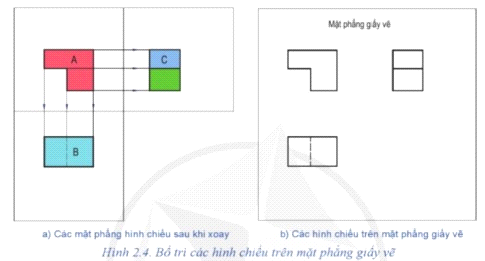 Mặt phẳng giấy vẽ
A
C
B
a) Các mặt phẳng hình chiếu sau khi xoay
b) Các hình chiếu trên mặt phẳng giấy vẽ
Hình 2.4. Bố trí các hình chiếu trên mặt phẳng giấy vẽ